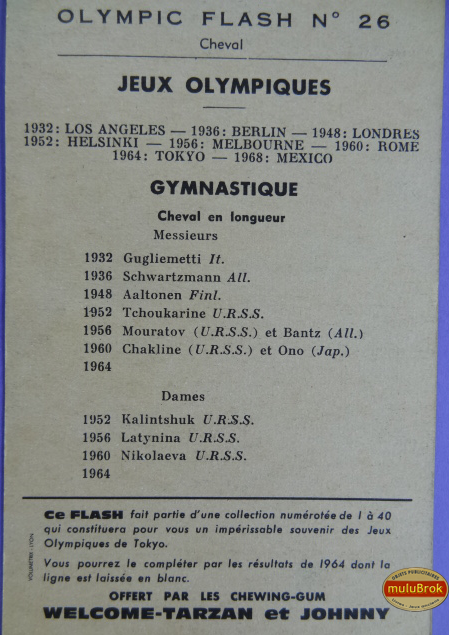 OLYMPIC FLASH N° 26
Cheval
JEUX OLYMPIQUES
1932: LOS ANGELES — 1936: BERLIN — 1948: LONDRES
1952: HELSINKI — 1956: MELBOURNE — 1960: ROME
1964: TOKYO — 1968: MEXICO
GYMNASTIQUE
Cheval en longueur
Messieurs
1932 Gugliemetti It.
1936 Schwartzmann All.
1948 Aaltonen Finl.
1952 Tchoukarine U.R.S.S.
1956 Mouratov (U.R.S.S.) et Bantz (All.)
1960 Chakline (U.R.S.S.) et Ono (Jap.)
1964
Dames
1952 Kalintshuk U.R.S.S.
1956 Latynina U.R.S.S.
1960 Nikolaeva U.R.S.S.
1964
Ce FLASH fait partie d'une collection numérotée de 1 à 40
qui constituera pour vous un impérissable souvenir des Jeux
Olympiques de Tokyo.
Vous pourrez le compléter par les résultats de 1964 dont la
ligne est laissée en blanc.
OFFERT PAR LES CHEWING-GUM
WELCOME-TARZAN et JOHNNY
OBJETS PUBLICITAIRES
muluBrok